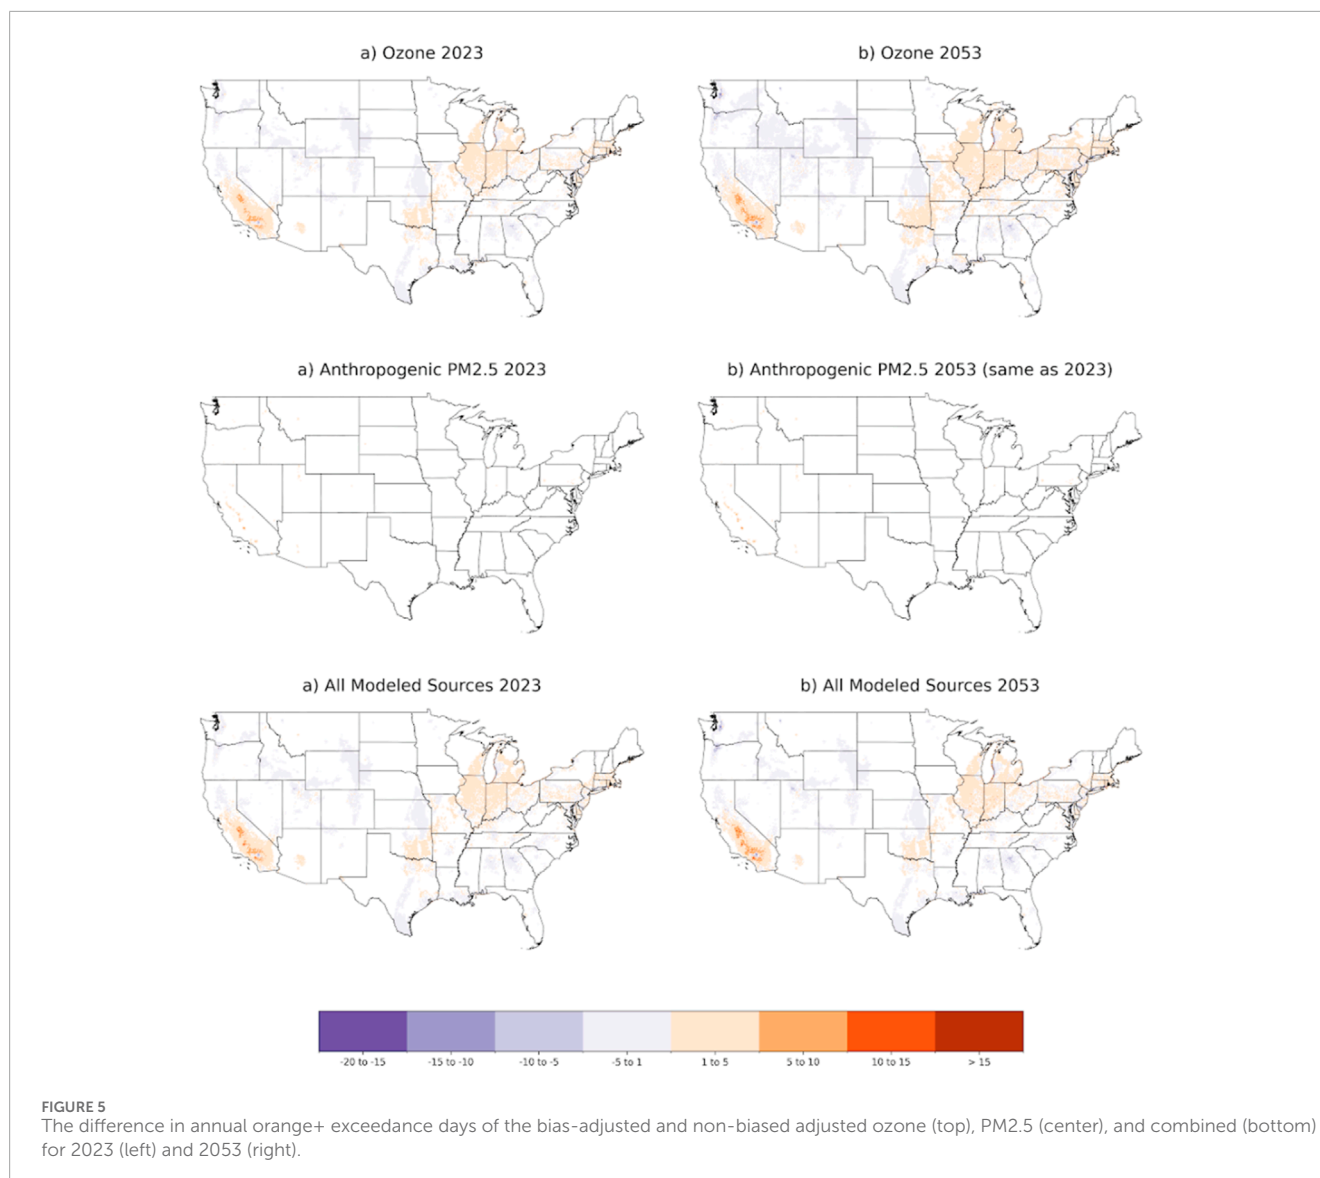 a) Ozone 2023
b) Ozone 2053
a) Anthropogenic PM2.5 2023
b) Anthropogenic PM2.5 2053 (same as 2023)
a) All Modeled Sources 2023
b) All Modeled Sources 2053
-20 to -15
-15 to -10
-10 to -5
-5 to 1
1 to 5
5 to 10
10 to 15
> 15
FIGURE 5
The difference in annual orange+ exceedance days of the bias-adjusted and non-biased adjusted ozone (top), PM2.5 (center), and combined (bottom)
for 2023 (left) and 2053 (right).